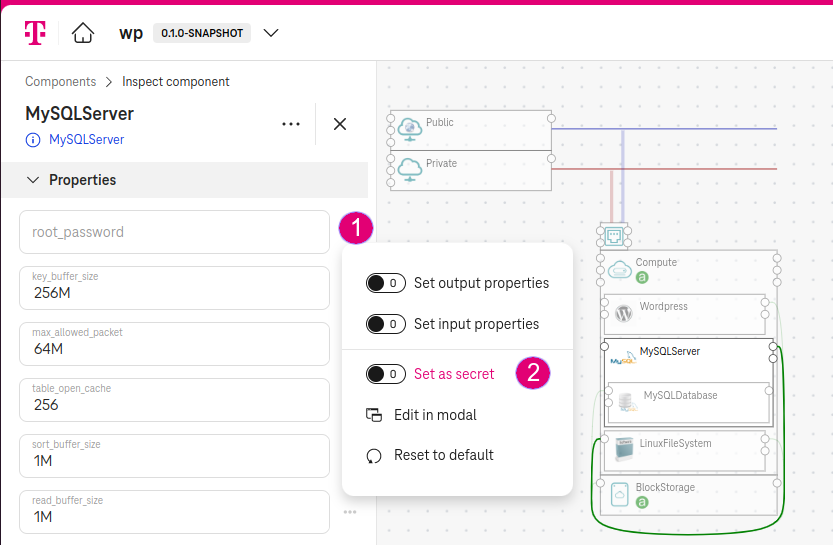 T wp 0.1.0-SNAPSHOT
Components > Inspect component
MySQLServer
MySQLServer
Properties
root_password
key_buffer_size
256M
max_allowed_packet
64M
table_open_cache
256
sort_buffer_size
1M
read_buffer_size
1M
1
0 Set output properties
0 Set input properties
0 Set as secret 2
Edit in modal
Reset to default
Public
Private
Compute
a
Wordpress
MySQLServer
MySQL
MySQLDatabase
LinuxFileSystem
BlockStorage
a